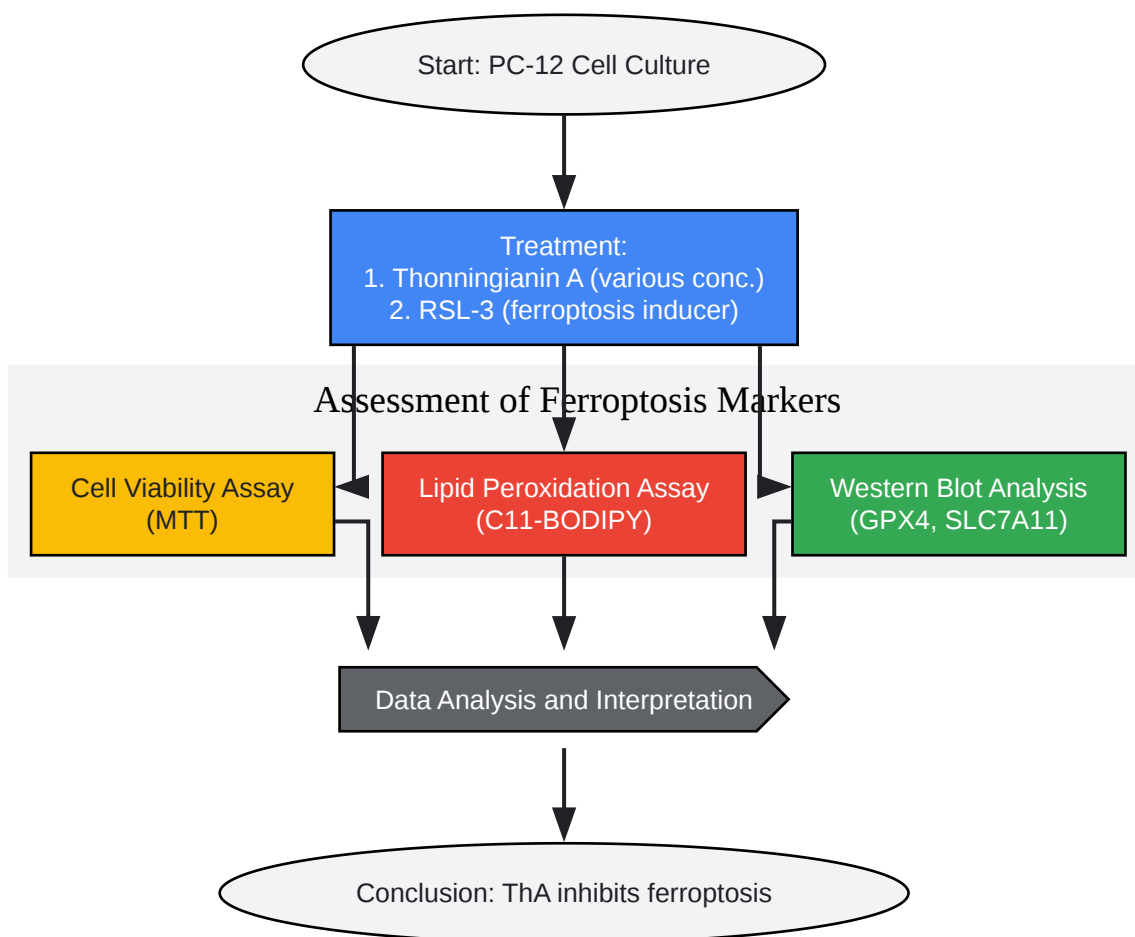 Start: PC-12 Cell Culture
Treatment:
1. Thonningianin A (various conc.)
2. RSL-3 (ferroptosis inducer)
Assessment of Ferroptosis Markers
Cell Viability Assay
(MTT)
Lipid Peroxidation Assay
(C11-BODIPY)
Western Blot Analysis
(GPX4, SLC7A11)
Data Analysis and Interpretation
Conclusion: ThA inhibits ferroptosis